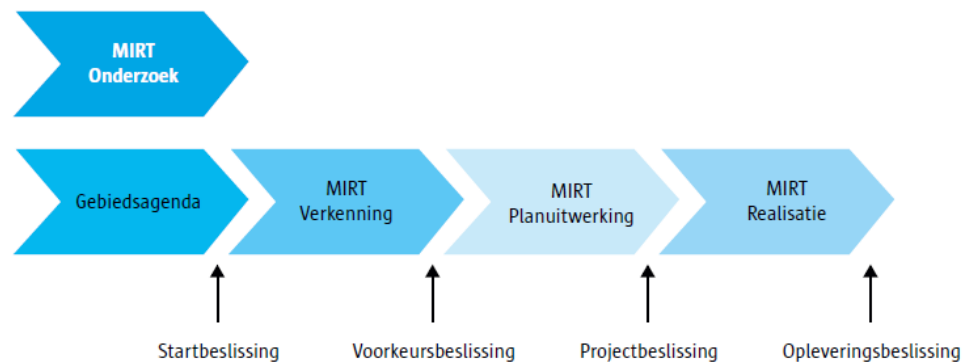 MIRT
Onderzoek
Gebiedsagenda
MIRT
Verkenning
MIRT
Planuitwerking
MIRT
Realisatie
Startbeslissing
Voorkeursbeslissing
Projectbeslissing
Opleveringsbeslissing